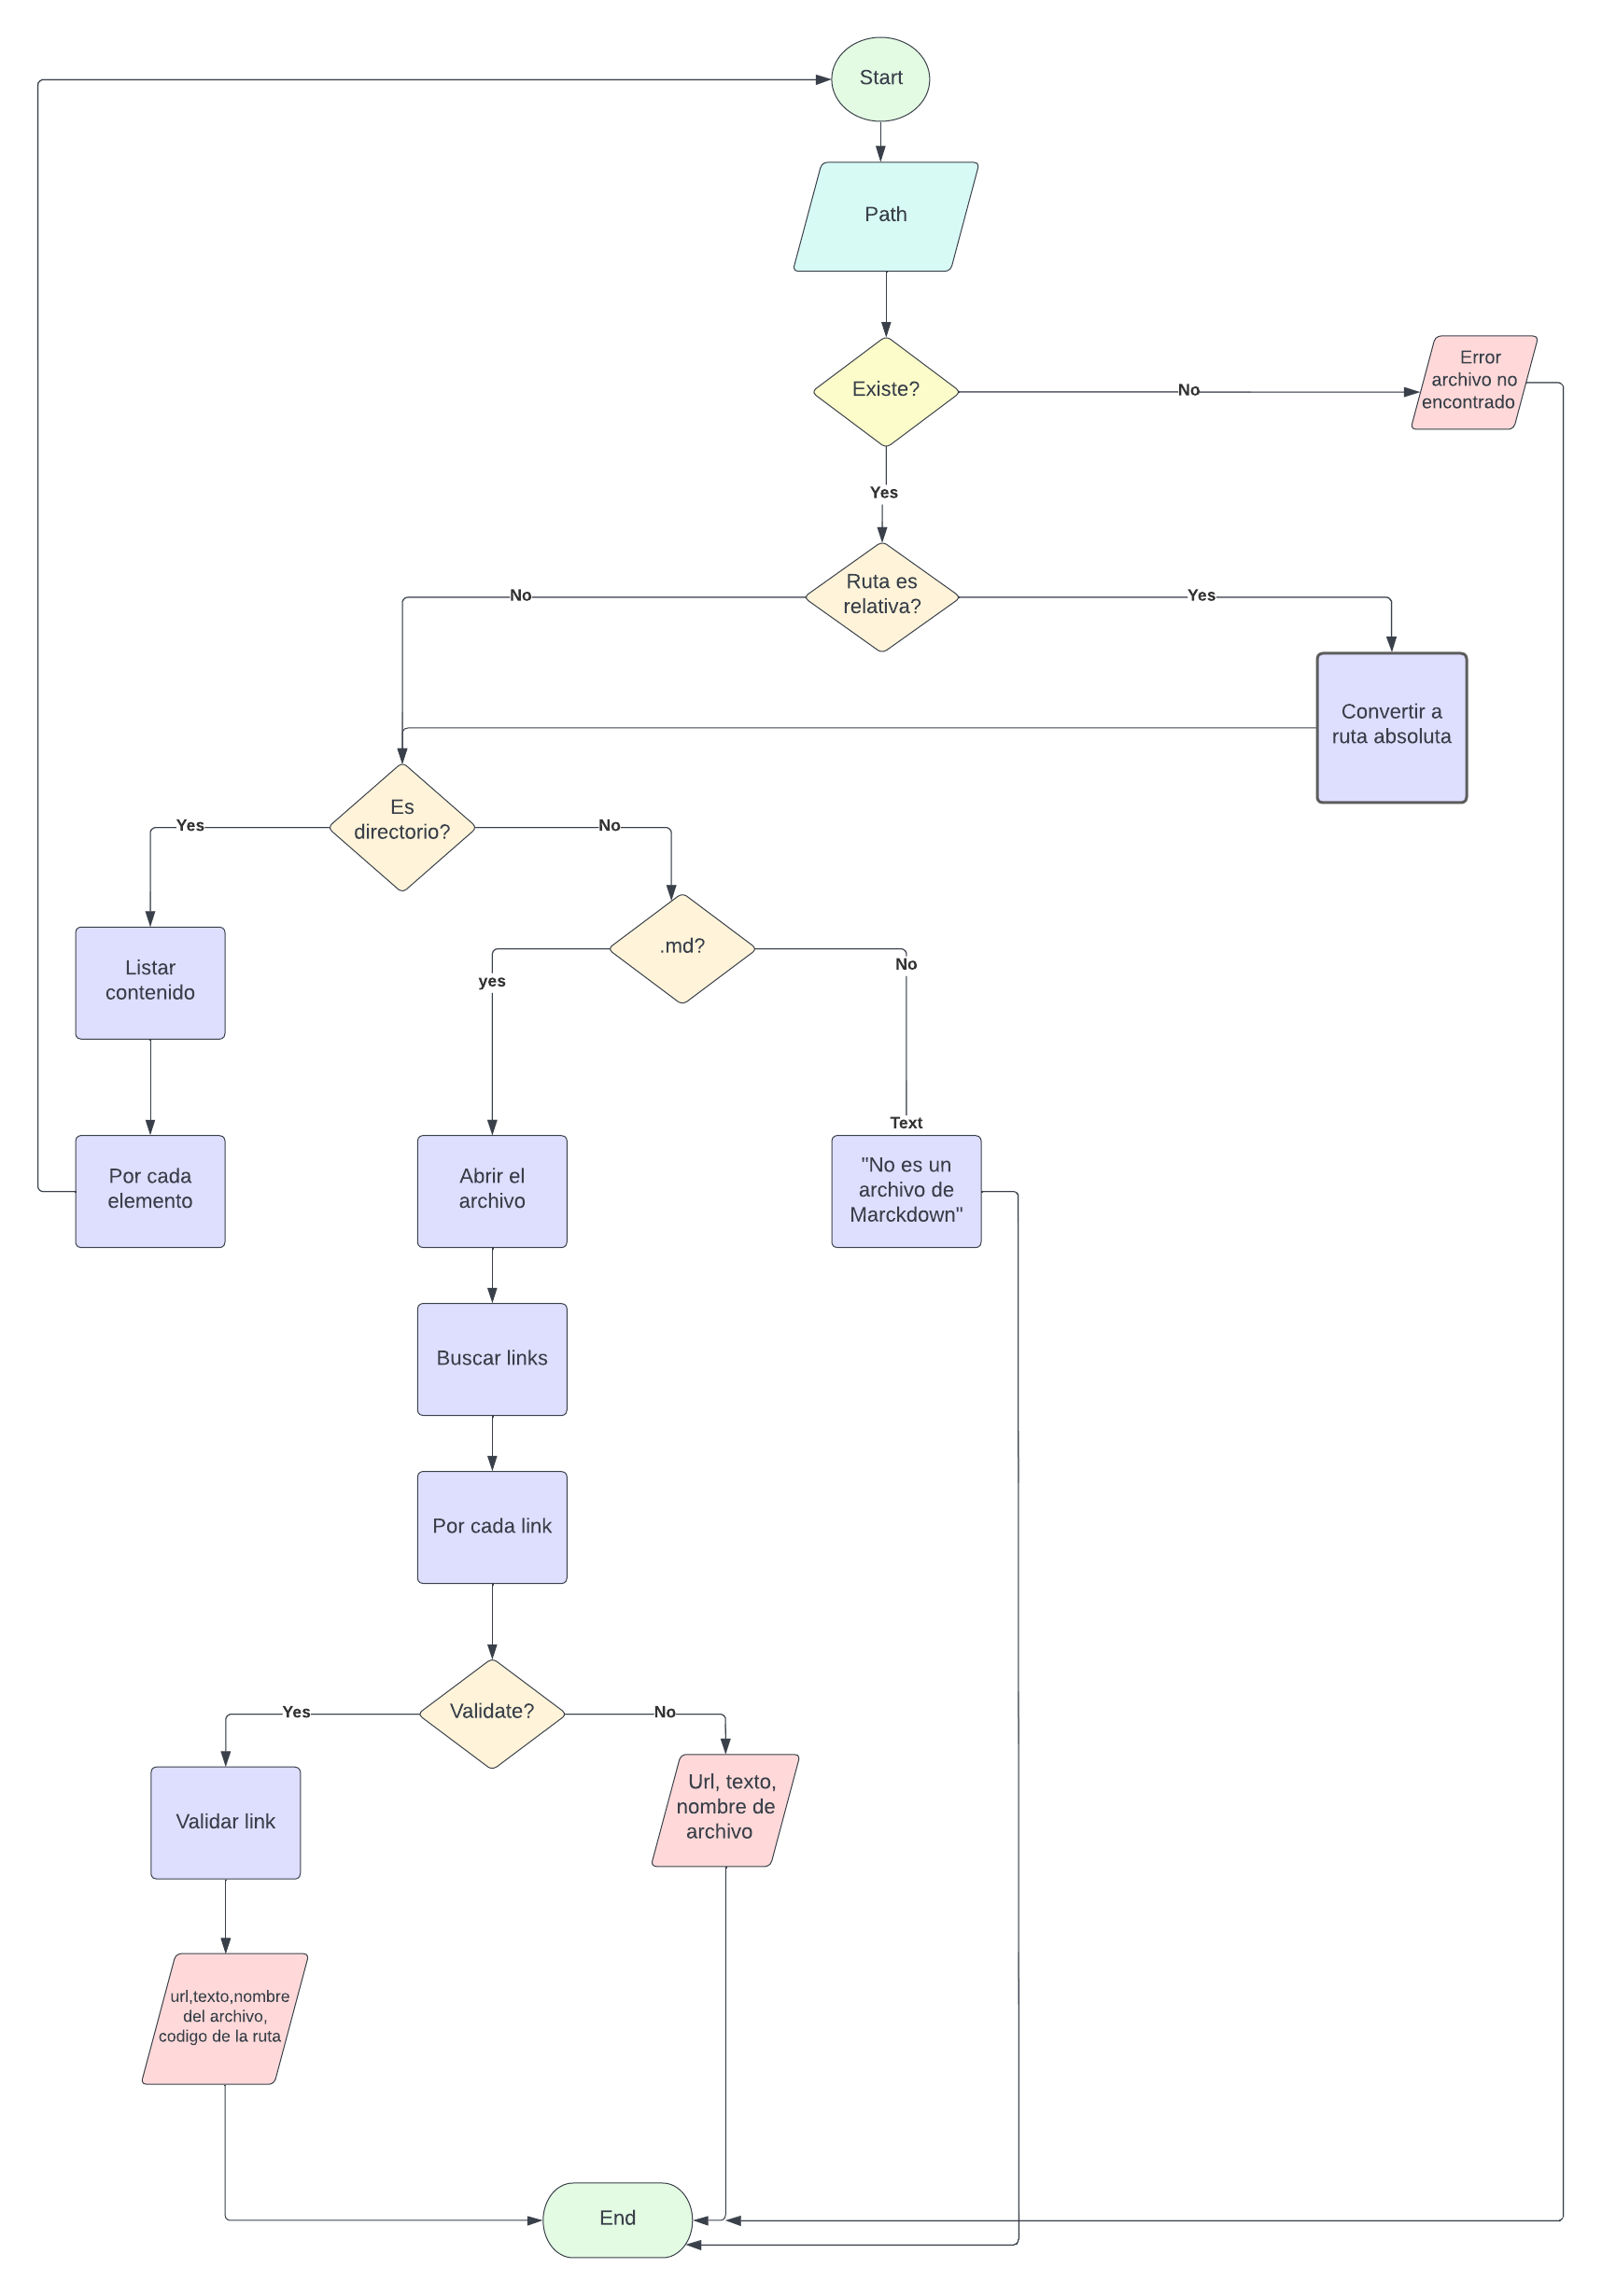 Start
Path
Existe?
No
Error
archivo no
encontrado
Yes
Ruta es
relativa?
No
Yes
Convertir a
ruta absoluta
Es
directorio?
Yes
No
.md?
Listar
contenido
yes
No
Text
Por cada
elemento
Abrir el
archivo
"No es un
archivo de
Marckdown"
Buscar links
Por cada link
Validate?
Yes
No
Validar link
Url, texto,
nombre de
archivo
url,texto,nombre
del archivo,
codigo de la ruta
End